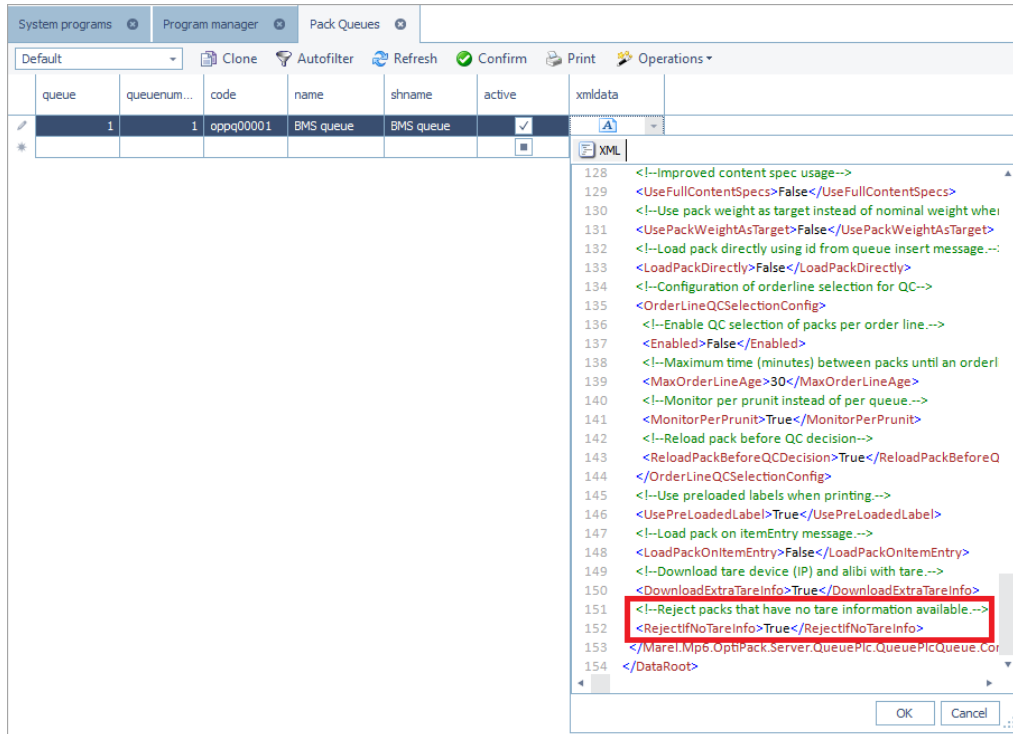 System programs
Program manager
Pack Queues
Default
Clone
Autofilter
Refresh
Confirm
Print
Operations
queue queuenum... code name shname active xmldata
1 1 oppq00001 BMS queue BMS queue A
XML
128 <!--Improved content spec usage-->
129 <UseFullContentSpecs>False</UseFullContentSpecs>
130 <!--Use pack weight as target instead of nominal weight whe
131 <UsePackWeightAsTarget>False</UsePackWeightAsTarget>
132 <!--Load pack directly using id from queue insert message.--
133 <LoadPackDirectly>False</LoadPackDirectly>
134 <!--Configuration of orderline selection for QC-->
135 <OrderLineQCSelectionConfig>
136 <!--Enable QC selection of packs per order line.-->
137 <Enabled>False</Enabled>
138 <!--Maximum time (minutes) between packs until an orderl
139 <MaxOrderLineAge>30</MaxOrderLineAge>
140 <!--Monitor per prunit instead of per queue.-->
141 <MonitorPerPrunit>True</MonitorPerPrunit>
142 <!--Reload pack before QC decision-->
143 <ReloadPackBeforeQCDecision>True</ReloadPackBeforeQ
144 </OrderLineQCSelectionConfig>
145 <!--Use preloaded labels when printing.-->
146 <UsePreLoadedLabel>True</UsePreLoadedLabel>
147 <!--Load pack on itemEntry message.-->
148 <LoadPackOnItemEntry>False</LoadPackOnItemEntry>
149 <!--Download tare device (IP) and alibi with tare.-->
150 <DownloadExtraTareInfo>True</DownloadExtraTareInfo>
151 <!--Reject packs that have no tare information available.-->
152 <RejectIfNoTareInfo>True</RejectIfNoTareInfo>
153 </Marel.Mp6.OptiPack.Server.QueuePlc.QueuePlcQueue.Cor
154 </DataRoot>
OK
Cancel